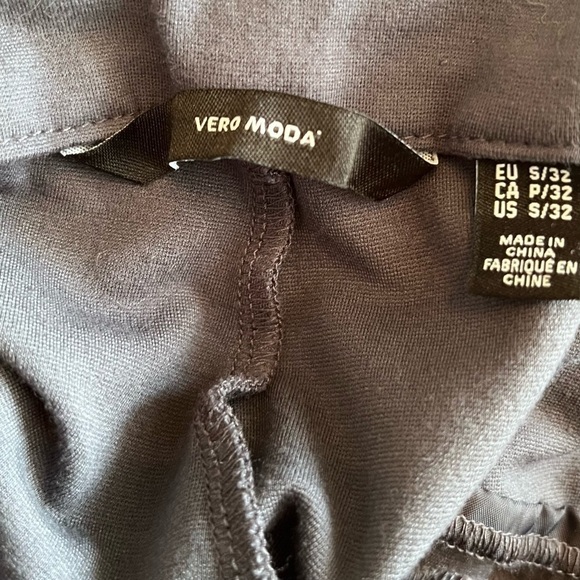 VERO MODA®
EU S/32
CA P/32
US S/32
MADE IN
CHINA
FABRIQUÉ EN
CHINE